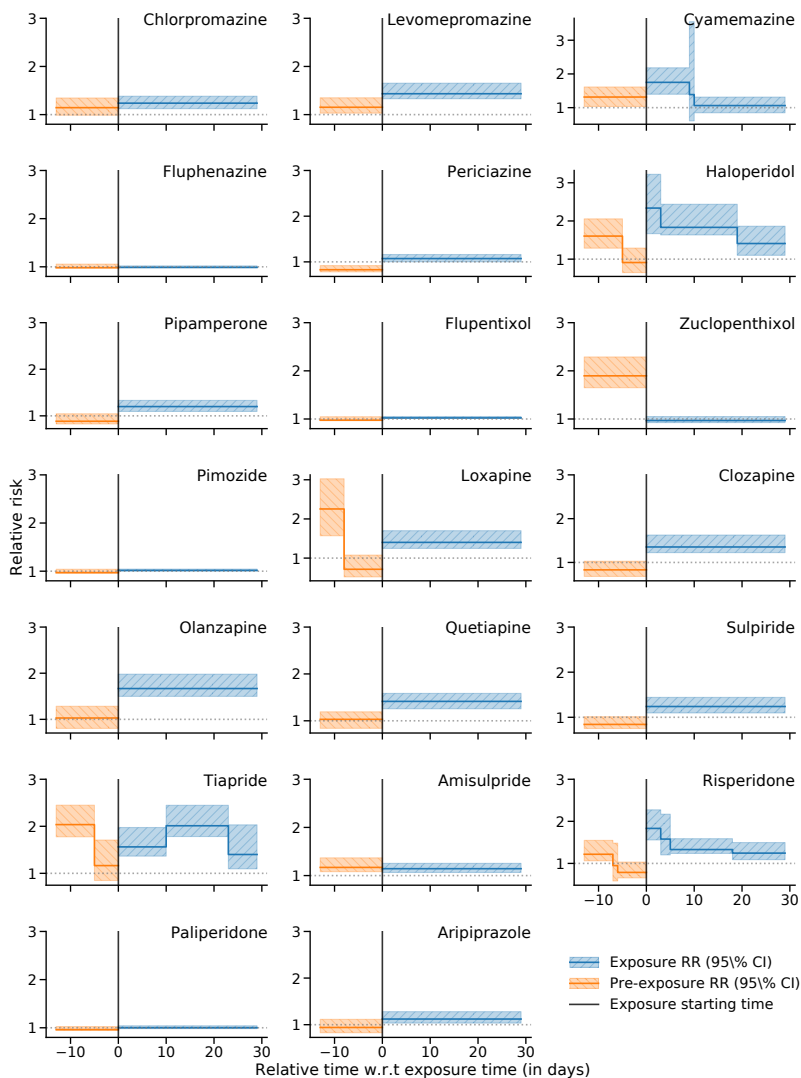 Chlorpromazine
Levomepromazine
Cyamemazine
3
2
1
3
2
1
3
2
1
Fluphenazine
Periciazine
Haloperidol
3
2
1
3
2
1
3
2
1
Pipamperone
Flupentixol
Zuclopenthixol
3
2
1
3
2
1
3
2
1
Pimozide
Loxapine
Clozapine
3
2
1
3
2
1
3
2
1
Relative risk
Olanzapine
Quetiapine
Sulpiride
3
2
1
3
2
1
3
2
1
Tiapride
Amisulpride
Risperidone
3
2
1
3
2
1
3
2
1
−10 0 10 20 30
Paliperidone
Aripiprazole
3
2
1
3
2
1
−10 0 10 20 30
−10 0 10 20 30
Exposure RR (95\% CI)
Pre-exposure RR (95\% CI)
Exposure starting time
Relative time w.r.t exposure time (in days)